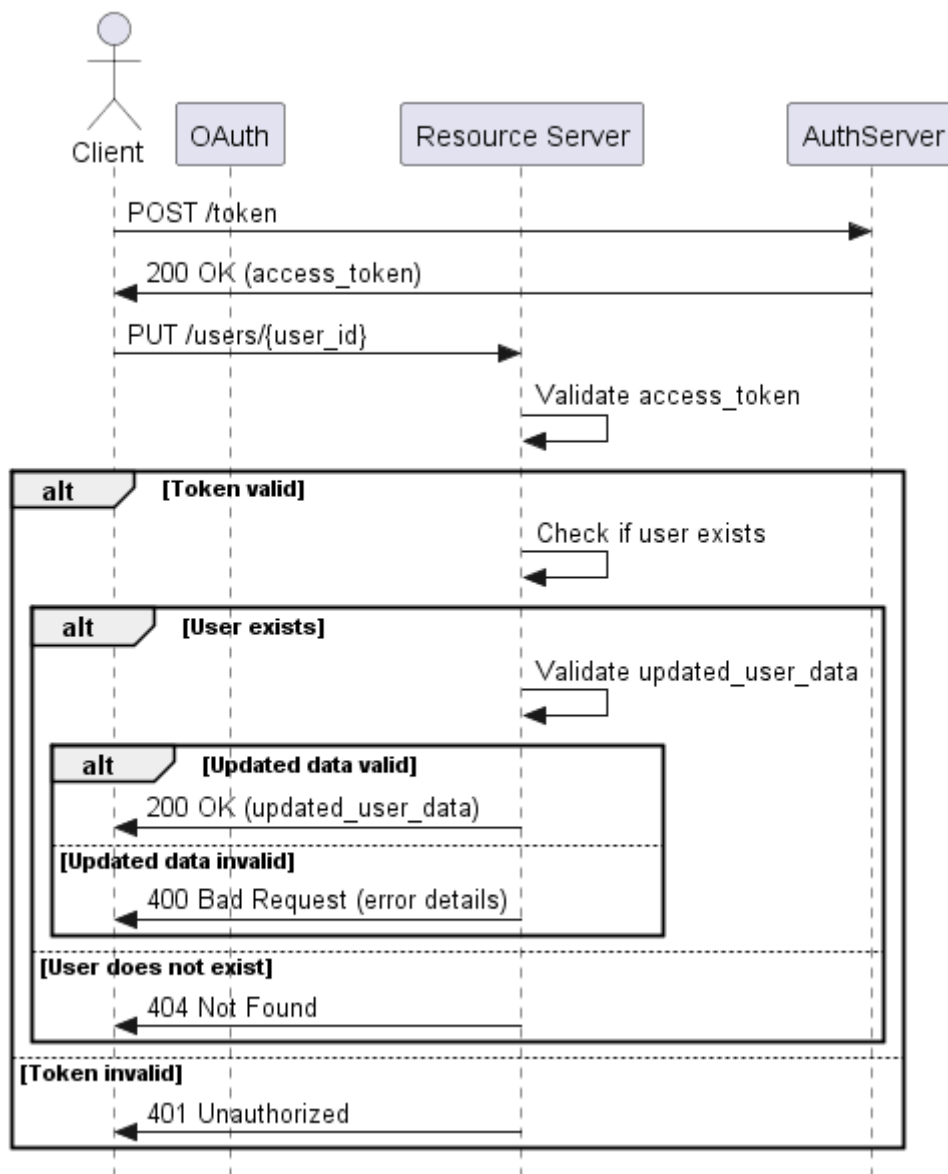 Client
OAuth
Resource Server
AuthServer
POST /token
200 OK (access_token)
PUT /users/{user_id}
Validate access_token
alt [Token valid]
Check if user exists
alt [User exists]
Validate updated_user_data
alt [Updated data valid]
200 OK (updated_user_data)
[Updated data invalid]
400 Bad Request (error details)
[User does not exist]
404 Not Found
[Token invalid]
401 Unauthorized